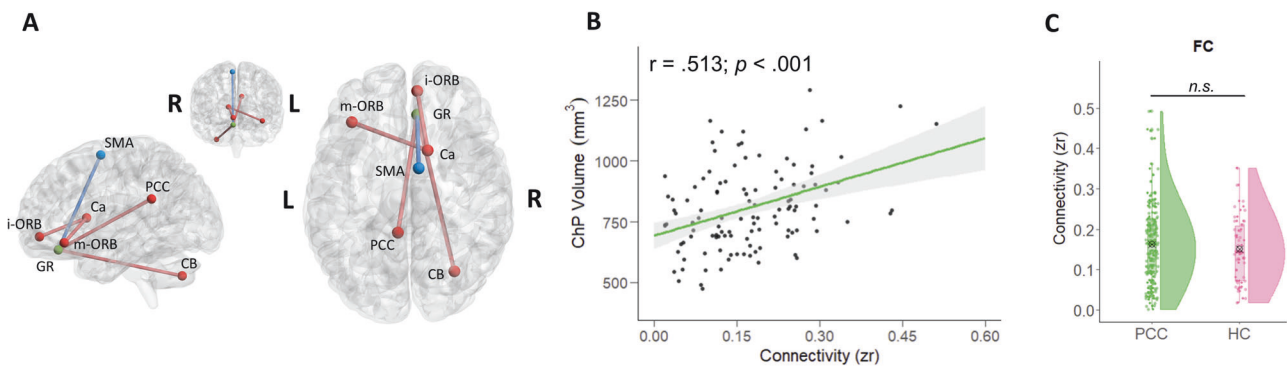 A
R
L
SMA
PCC
Ca
i-ORB
m-ORB
GR
CB
i-ORB
m-ORB
GR
Ca
SMA
L
R
PCC
CB
B
r = .513; p < .001
ChP Volume (mm³)
1250
1000
750
500
0.00 0.15 0.30 0.45 0.60
Connectivity (zr)
C
FC
n.s.
Connectivity (zr)
0.5
0.4
0.3
0.2
0.1
0.0
PCC HC